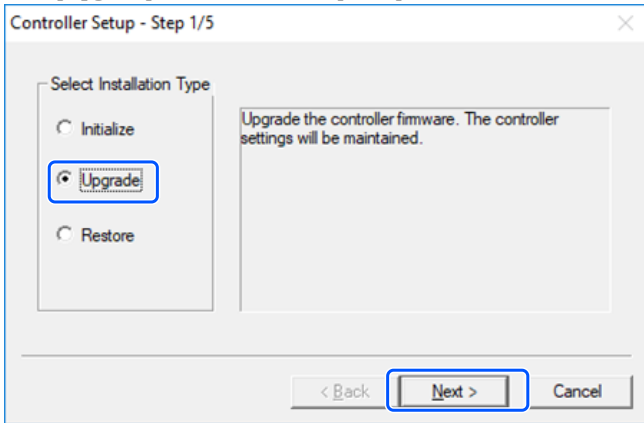 Controller Setup - Step 1/5
Select Installation Type
Initialize
Upgrade
Restore
Upgrade the controller firmware. The controller
settings will be maintained.
< Back
Next >
Cancel